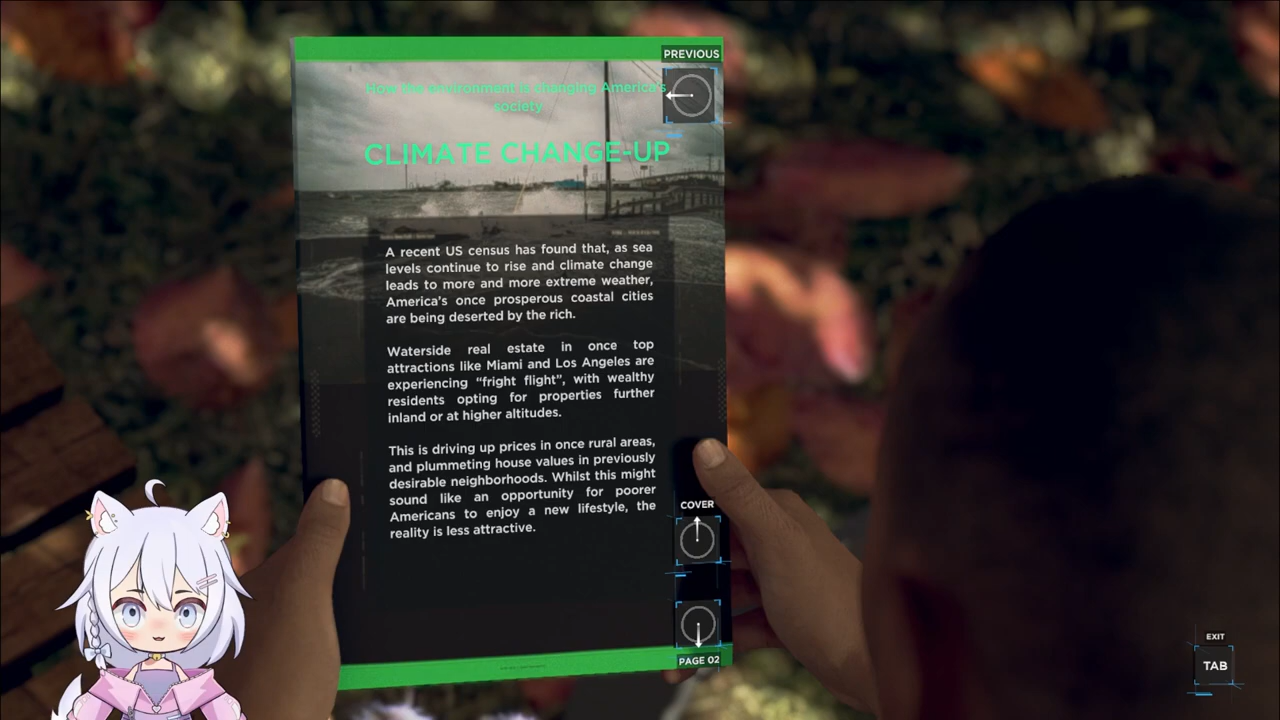 PREVIOUS
How the environment is changing America's
society
CLIMATE CHANGE-UP
A recent US census has found that, as sea
levels continue to rise and climate change
leads to more and more extreme weather,
America's once prosperous coastal cities
are being deserted by the rich.
Waterside real estate in once top
attractions like Miami and Los Angeles are
experiencing “fright flight”, with wealthy
residents opting for properties further
inland or at higher altitudes.
This is driving up prices in once rural areas,
and plummeting house values in previously
desirable neighborhoods. Whilst this might
sound like an opportunity for poorer
Americans to enjoy a new lifestyle, the
reality is less attractive.
COVER
PAGE 02
EXIT
TAB